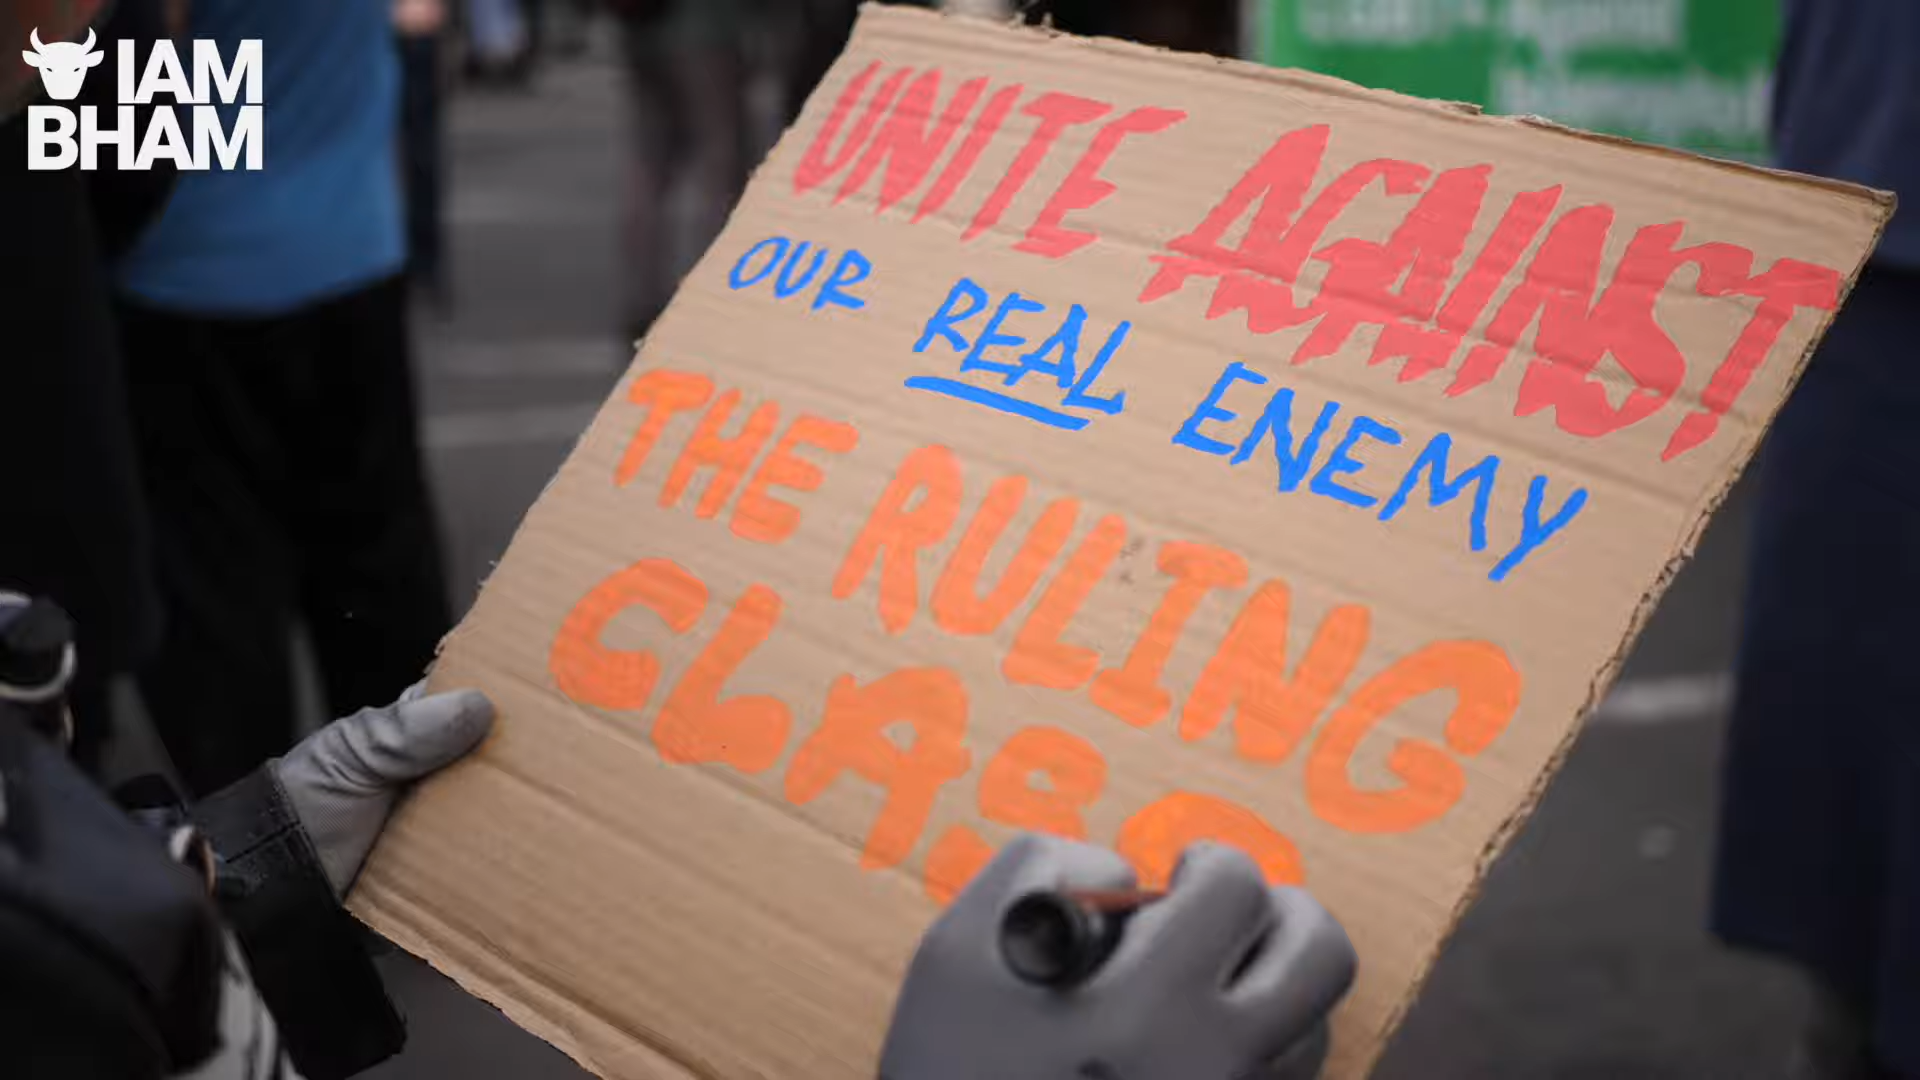 IAM
BHAM
UNITE AGAINST
OUR REAL ENEMY
THE RULING
CLASS